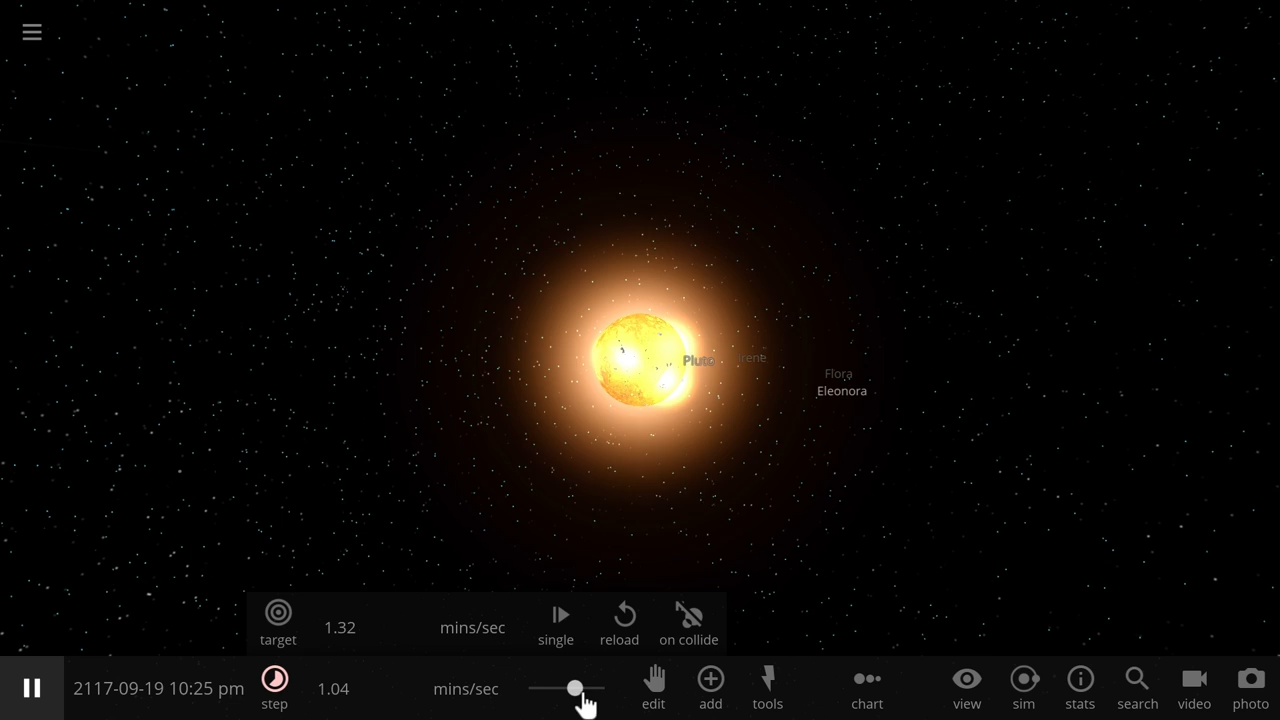 Pluto
Irene
Flora
Eleonora
target
1.32
mins/sec
single
reload
on collide
2117-09-19 10:25 pm
step
1.04
mins/sec
edit
add
tools
chart
view
sim
stats
search
video
photo